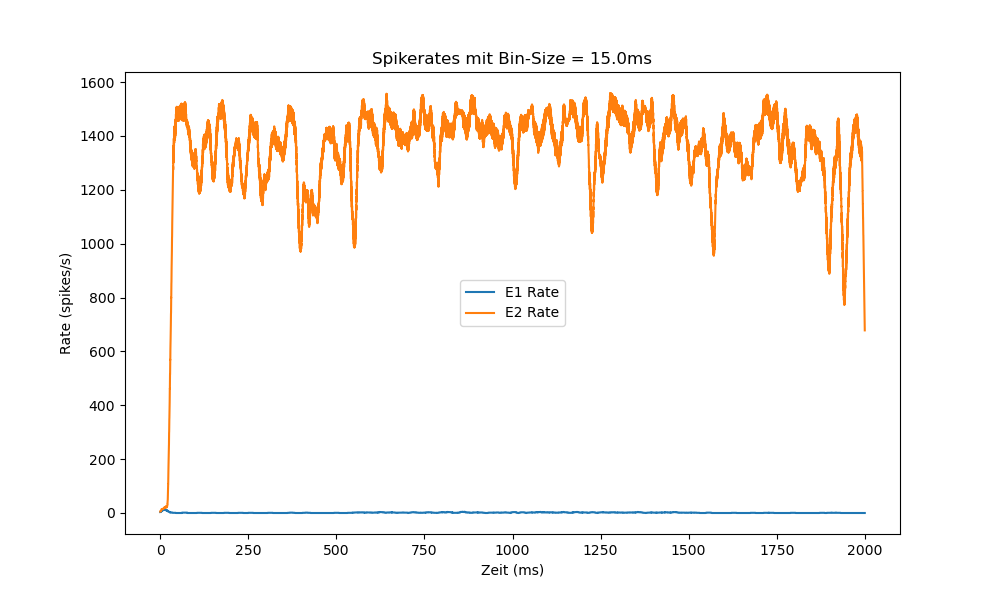 Spikerates mit Bin-Size = 15.0ms
1600
1400
1200
1000
800
600
400
200
0
Rate (spikes/s)
E1 Rate
E2 Rate
0 250 500 750 1000 1250 1500 1750 2000
Zeit (ms)